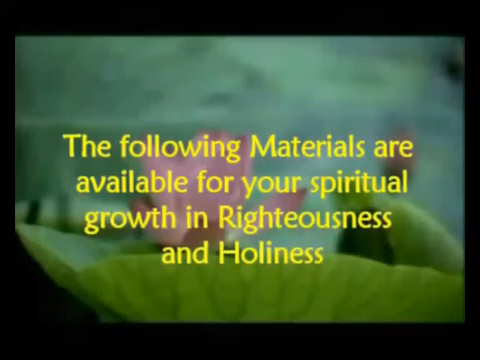 The following Materials are
available for your spiritual
growth in Righteousness
and Holiness